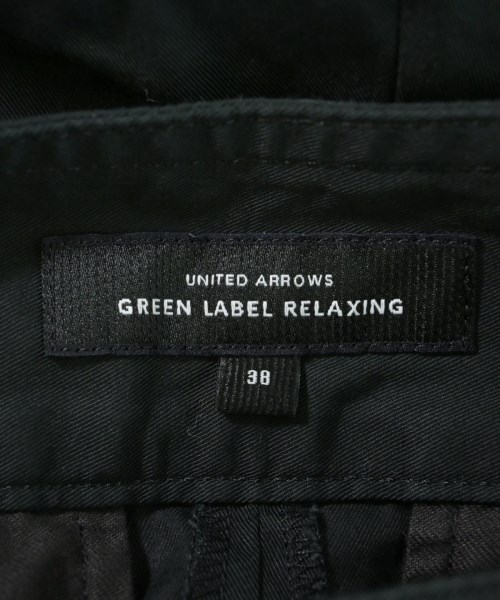 UNITED ARROWS
GREEN LABEL RELAXING
38